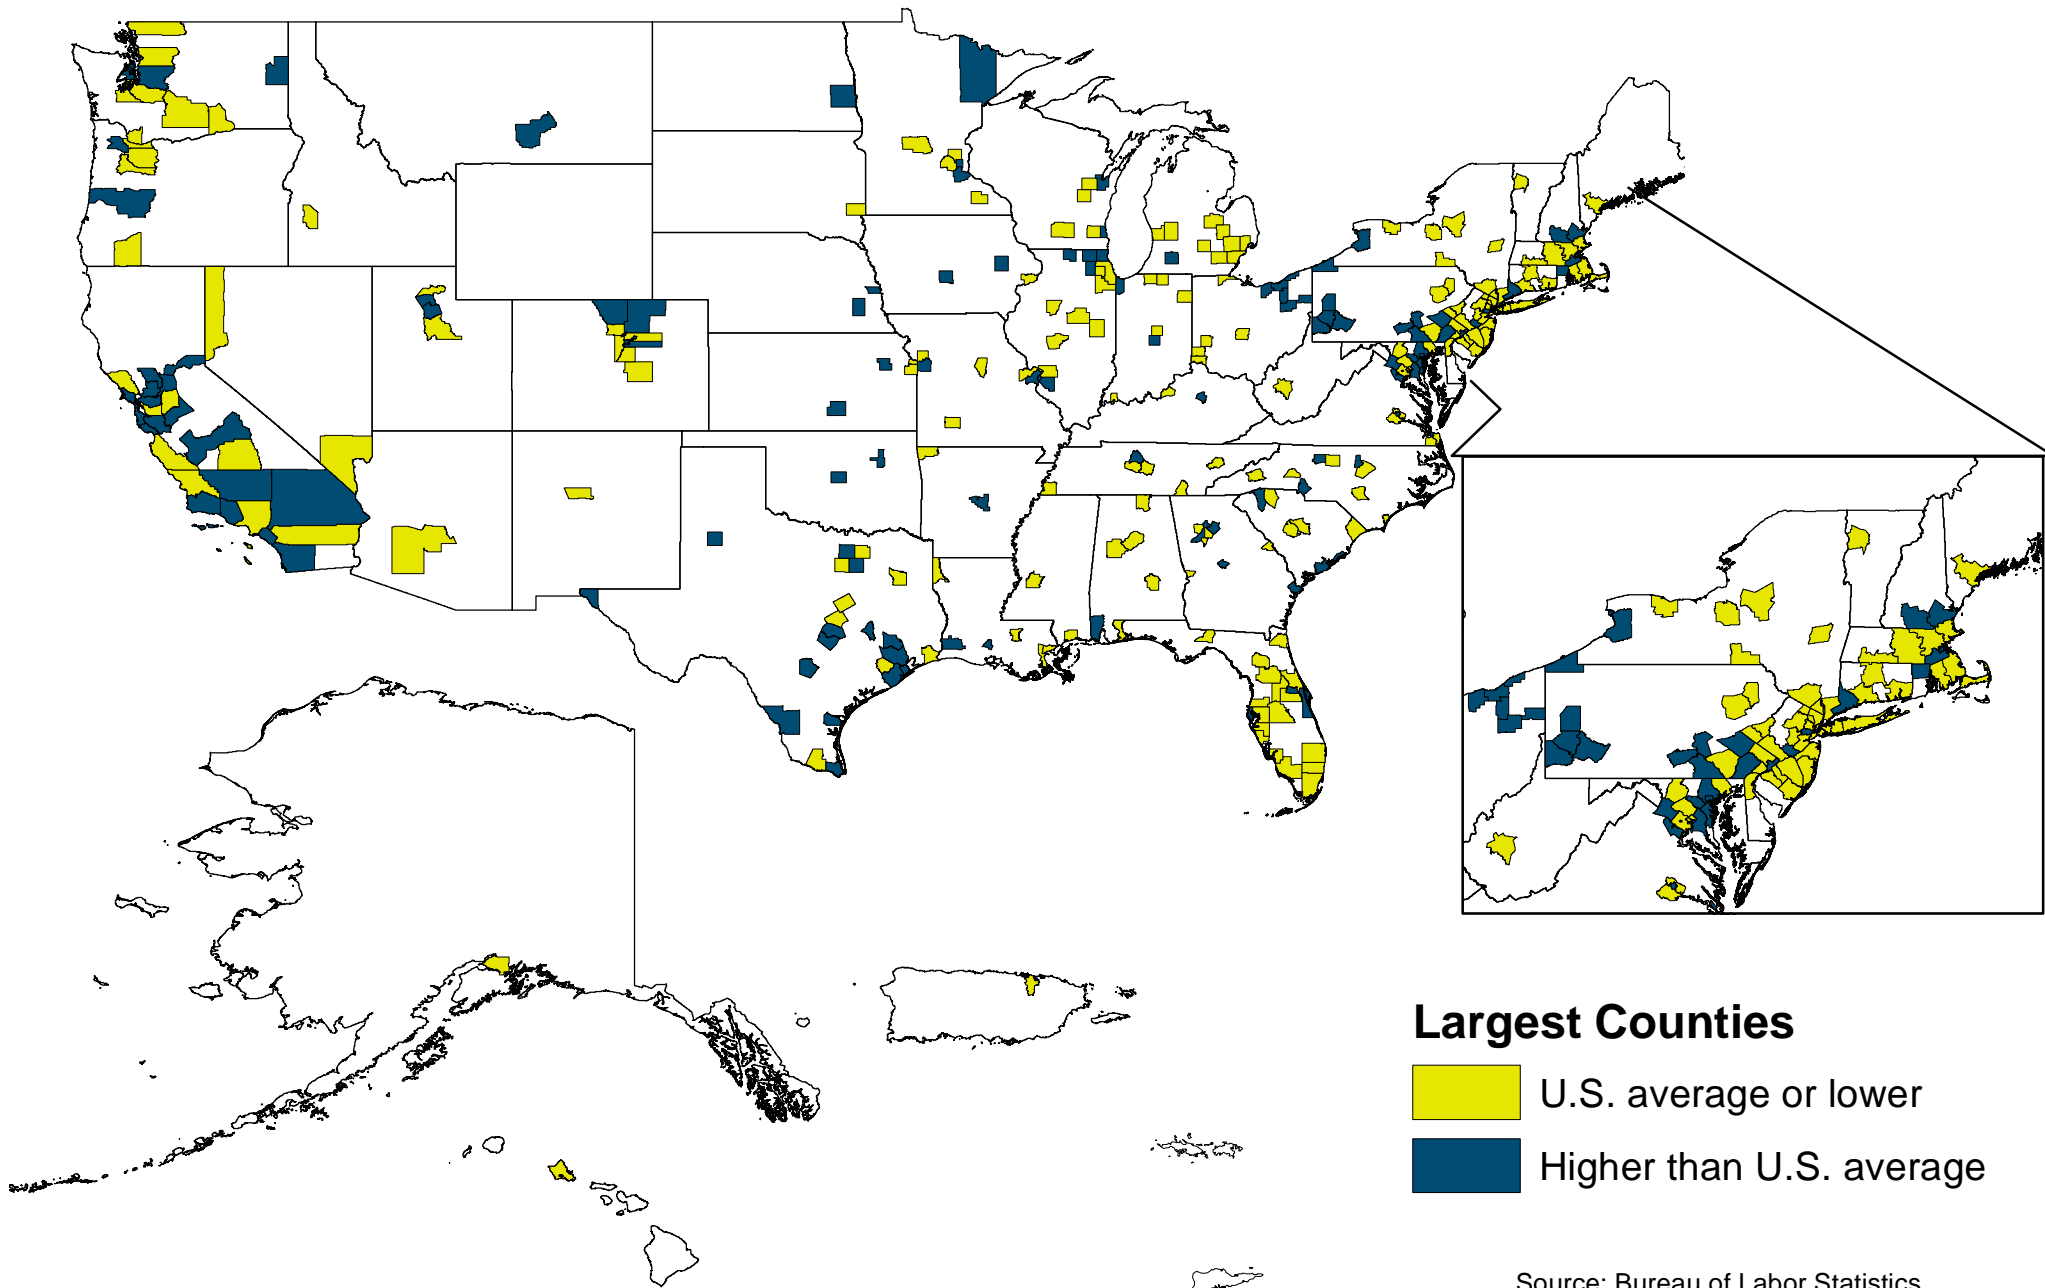 Largest Counties
U.S. average or lower
Higher than U.S. average
Source: Bureau of Labor Statistics